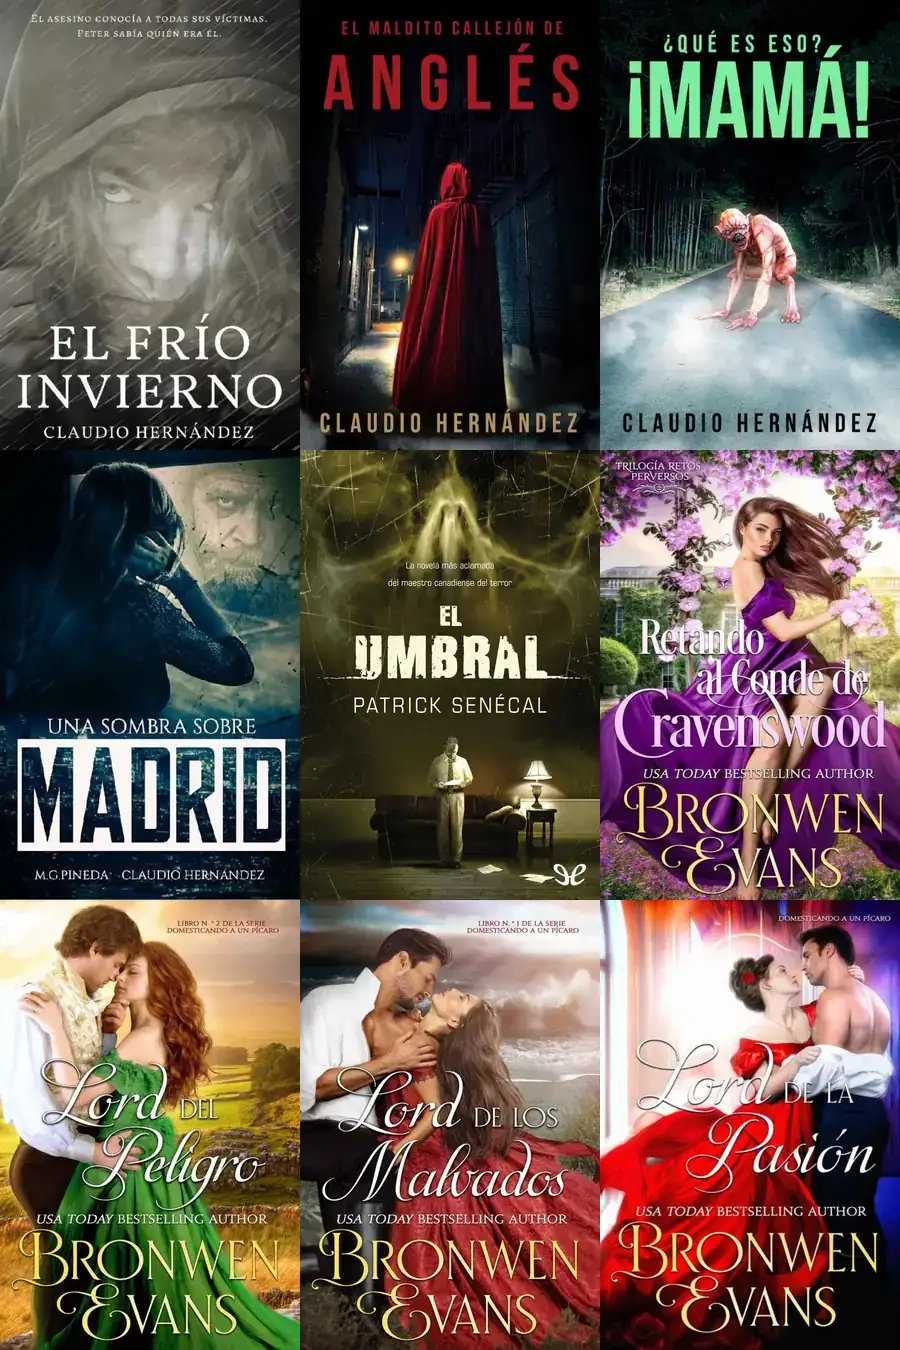 EL ASESINO CONOCÍA A TODAS SUS VÍCTIMAS.
PETER SABÍA QUIÉN ERA ÉL.
EL FRÍO
INVIERNO
CLAUDIO HERNÁNDEZ
EL MALDITO CALLEJÓN DE
ANGLÉS
CLAUDIO HERNÁNDEZ
¿QUÉ ES ESO?
¡MAMÁ!
CLAUDIO HERNÁNDEZ
UNA SOMBRA SOBRE
MADRID
M.G.PINEDA CLAUDIO HERNÁNDEZ
La novela más aclamada
del maestro canadiense del terror
EL
UMBRAL
PATRICK SENÉCAL
TRILOGÍA RETOS
PERVERSOS
Retando
al Conde de
Cravenswood
USA TODAY BESTSELLING AUTHOR
BRONWEN
EVANS
LIBRO N. º 2 DE LA SERIE
DOMESTICANDO A UN PÍCARO
Lord DEL
Peligro
USA TODAY BESTSELLING AUTHOR
BRONWEN
EVANS
LIBRO N. º 1 DE LA SERIE
DOMESTICANDO A UN PÍCARO
Lord DE LOS
Malvados
USA TODAY BESTSELLING AUTHOR
BRONWEN
EVANS
DOMESTICANDO A UN PÍCARO
Lord DE LA
Pasión
USA TODAY BESTSELLING AUTHOR
BRONWEN
EVANS